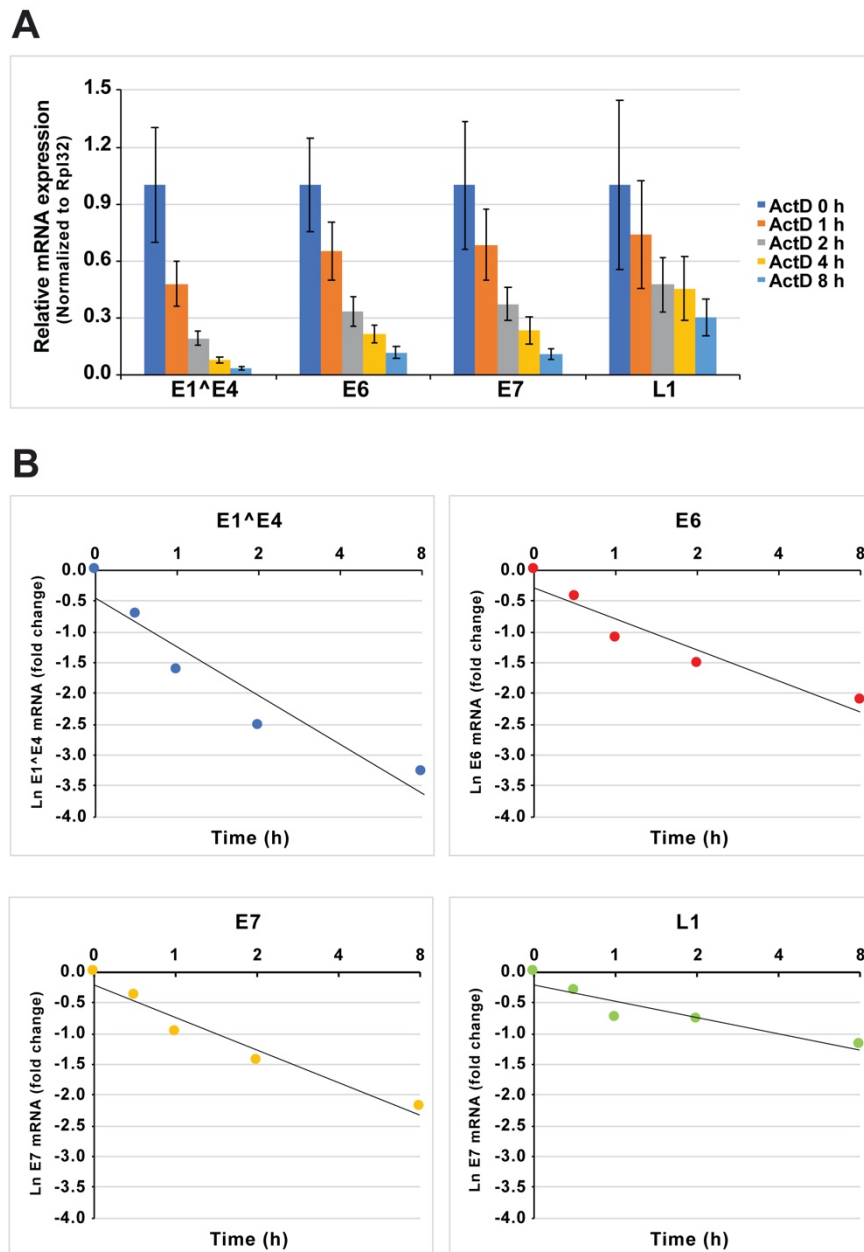 A
Relative mRNA expression
(Normalized to Rpl32)
1.5
1.2
0.9
0.6
0.3
0.0
E1^E4 E6 E7 L1
ActD 0 h
ActD 1 h
ActD 2 h
ActD 4 h
ActD 8 h
B
E1^E4
0 1 2 4 8
0.0
-0.5
-1.0
-1.5
-2.0
-2.5
-3.0
-3.5
-4.0
Ln E1^E4 mRNA (fold change)
Time (h)
E6
0 1 2 4 8
0.0
-0.5
-1.0
-1.5
-2.0
-2.5
-3.0
-3.5
-4.0
Ln E6 mRNA (fold change)
Time (h)
E7
0 1 2 4 8
0.0
-0.5
-1.0
-1.5
-2.0
-2.5
-3.0
-3.5
-4.0
Ln E7 mRNA (fold change)
Time (h)
L1
0 1 2 4 8
0.0
-0.5
-1.0
-1.5
-2.0
-2.5
-3.0
-3.5
-4.0
Ln E7 mRNA (fold change)
Time (h)